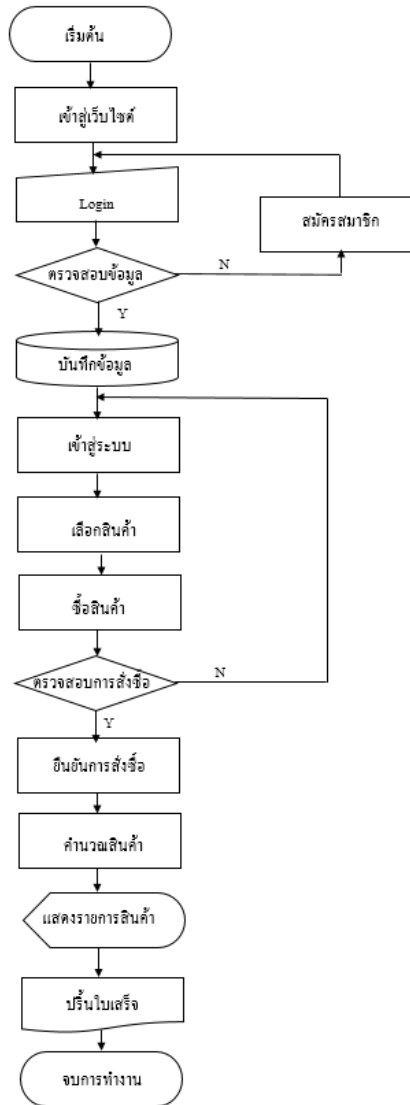 เริ่มต้น
เข้าสู่เว็บไซต์
Login
สมัครสมาชิก
ตรวจสอบข้อมูล
N
Y
บันทึกข้อมูล
เข้าสู่ระบบ
เลือกสินค้า
ซื้อสินค้า
ตรวจสอบการสั่งซื้อ
N
Y
ยืนยันการสั่งซื้อ
คำนวณสินค้า
แสดงรายการสินค้า
ปริ้นใบเสร็จ
จบการทำงาน